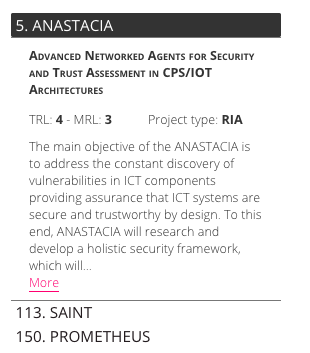 5. ANASTACIA
Advanced Networked Agents for Security
and Trust Assessment in CPS/IOT
Architectures
TRL: 4 - MRL: 3 Project type: RIA
The main objective of the ANASTACIA is
to address the constant discovery of
vulnerabilities in ICT components
providing assurance that ICT systems are
secure and trustworthy by design. To this
end, ANASTACIA will research and
develop a holistic security framework,
which will...
More
113. SAINT
150. PROMETHEUS